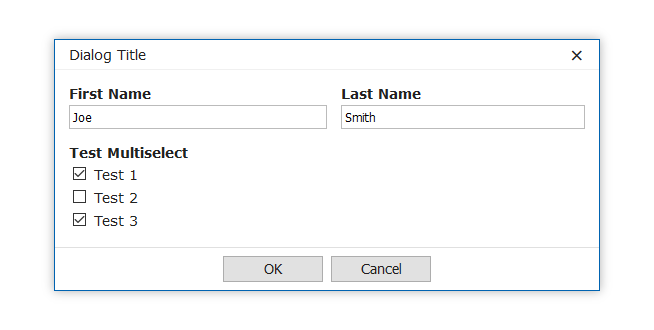 Dialog Title
First Name Last Name
Joe Smith
Test Multiselect
Test 1
Test 2
Test 3
OK Cancel